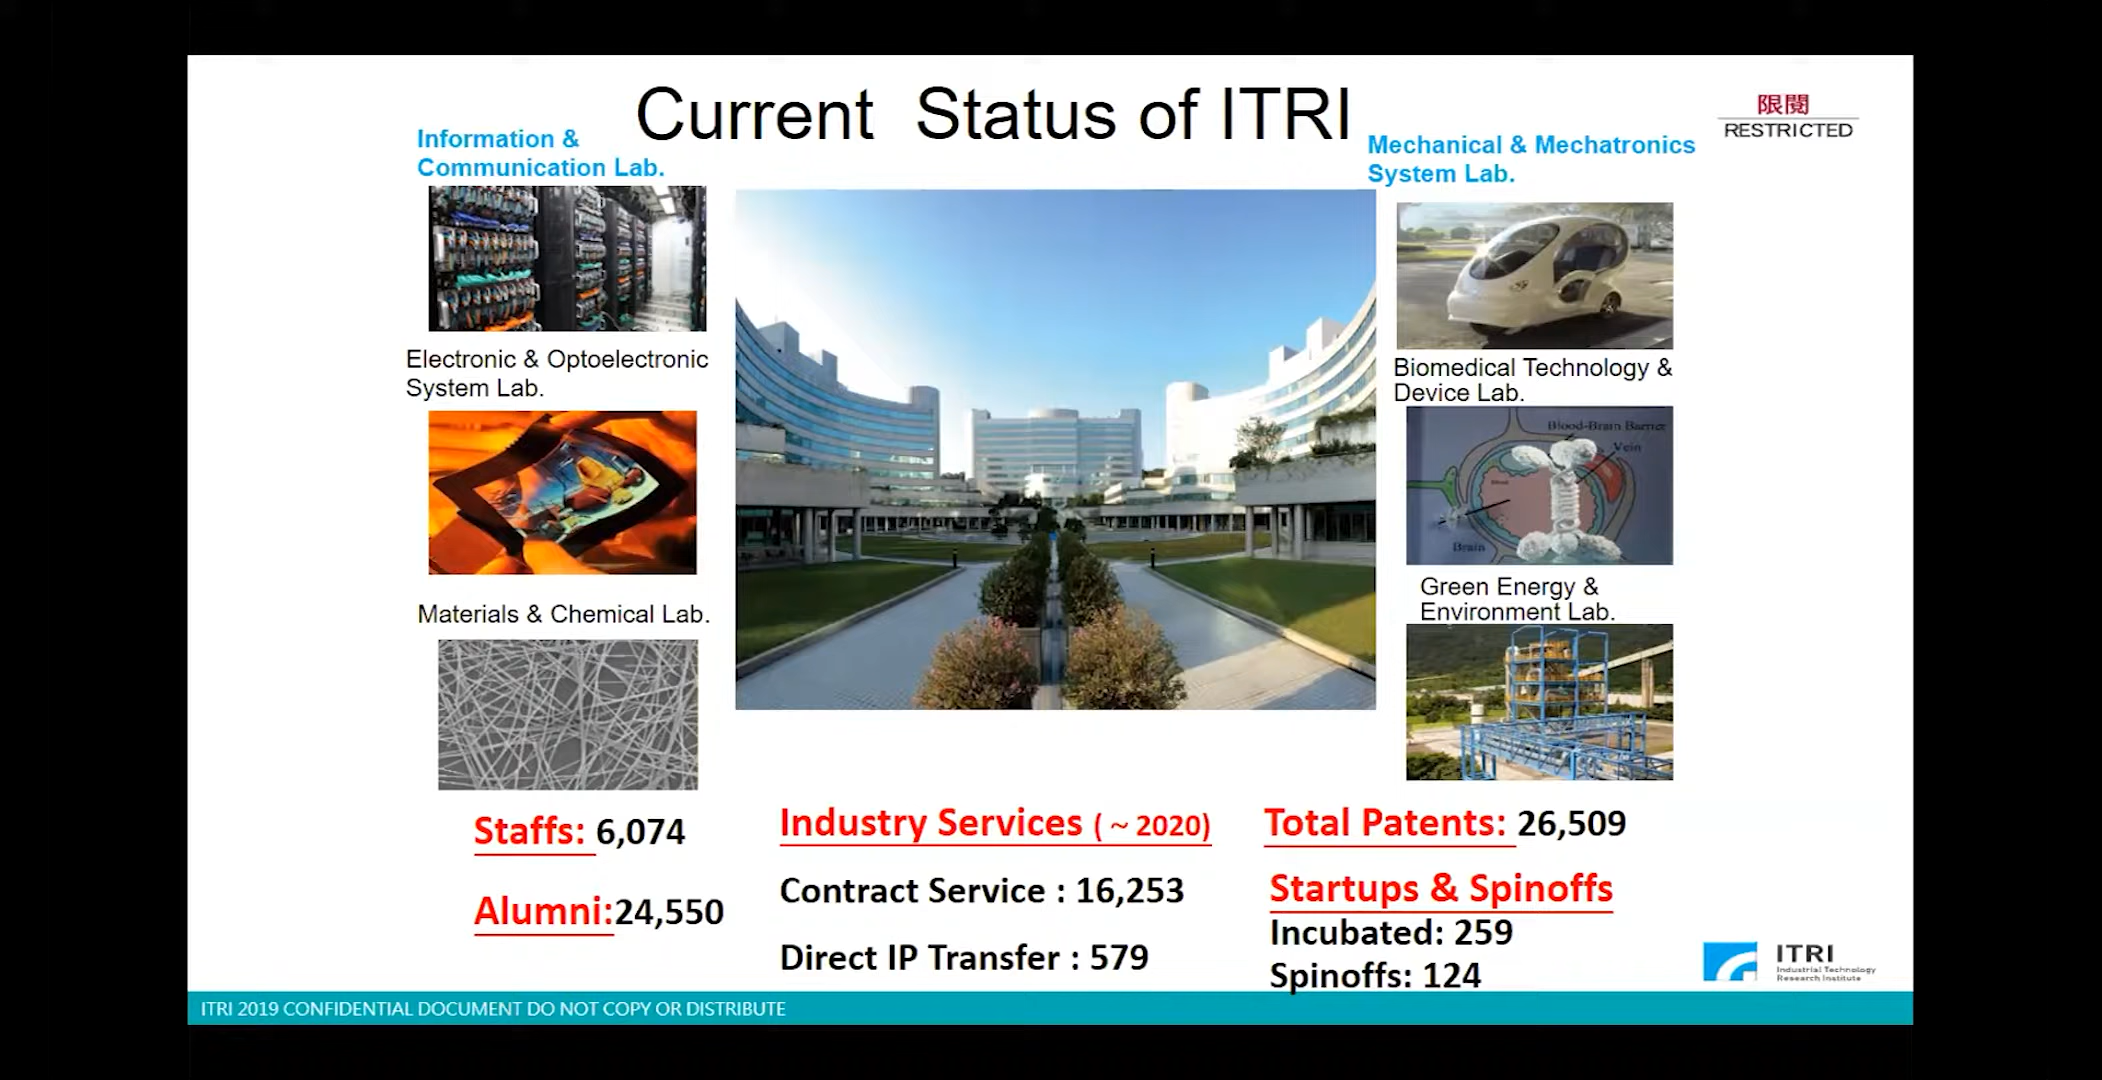 Current Status of ITRI
限閱
RESTRICTED
Information &
Communication Lab.
Mechanical & Mechatronics
System Lab.
Electronic & Optoelectronic
System Lab.
Biomedical Technology &
Device Lab.
Blood-Brain Barrier
Vein
Blood
Brain
Materials & Chemical Lab.
Green Energy &
Environment Lab.
Staffs: 6,074
Alumni:24,550
Industry Services ( ~ 2020)
Contract Service : 16,253
Direct IP Transfer : 579
Total Patents: 26,509
Startups & Spinoffs
Incubated: 259
Spinoffs: 124
ITRI
Industrial Technology
Research Institute
ITRI 2019 CONFIDENTIAL DOCUMENT DO NOT COPY OR DISTRIBUTE